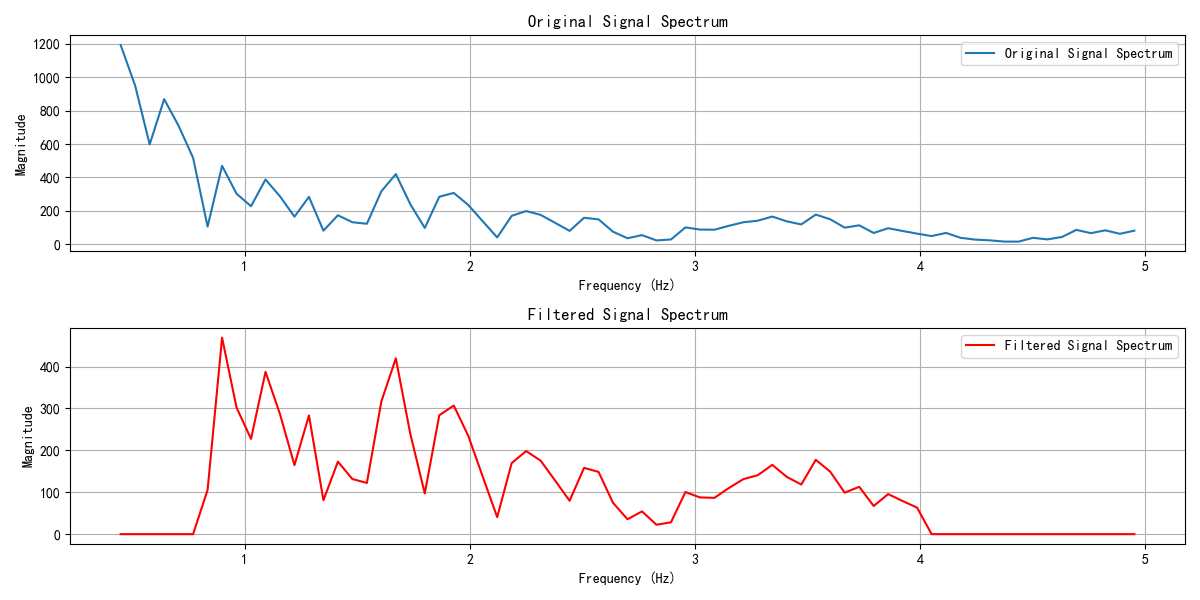 Original Signal Spectrum
Original Signal Spectrum
Magnitude
1200
1000
800
600
400
200
0
1 2 3 4 5
Frequency (Hz)
Filtered Signal Spectrum
Filtered Signal Spectrum
Magnitude
400
300
200
100
0
1 2 3 4 5
Frequency (Hz)